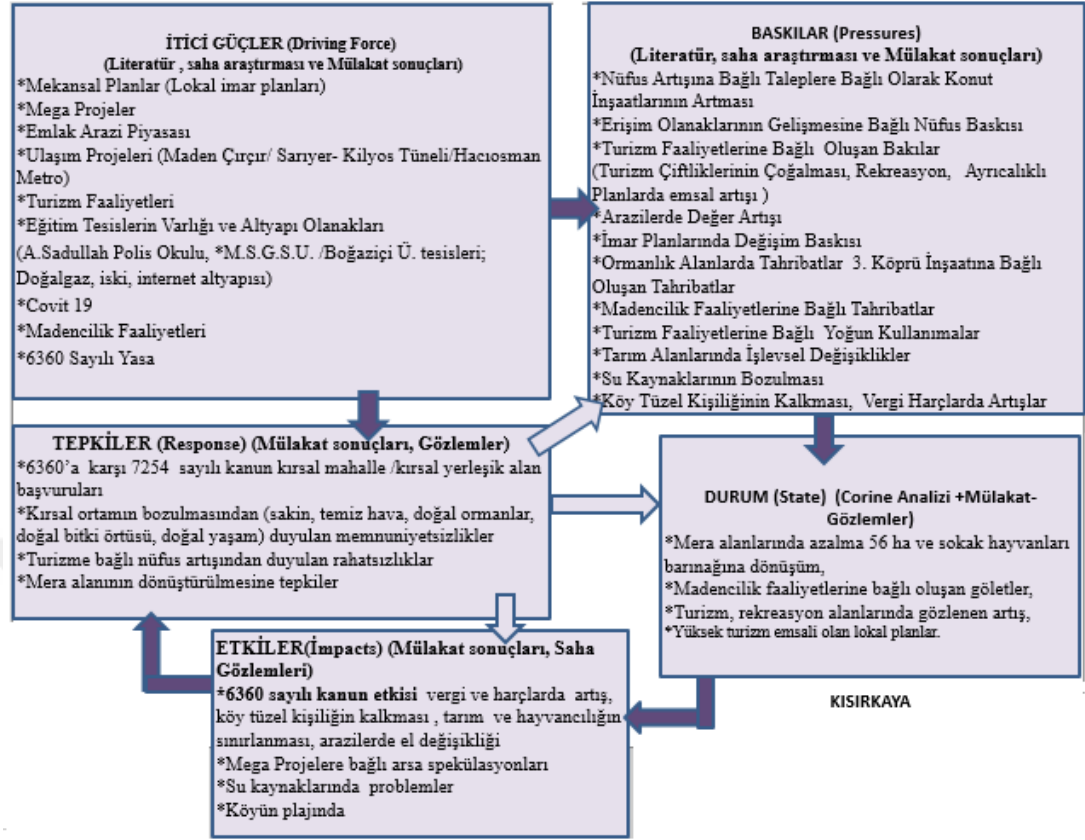 İTİCİ GÜÇLER (Driving Force)
(Literatür , saha araştırması ve Mülakat sonuçları)
*Mekansal Planlar (Lokal imar planları)
*Mega Projeler
*Emlak Arazi Piyasası
*Ulaşım Projeleri (Maden Çırçır/ Sarıyer- Kilyos Tüneli/Hacıosman
Metro)
*Turizm Faaliyetleri
*Eğitim Tesislerin Varlığı ve Altyapı Olanakları
(A.Sadullah Polis Okulu, *M.S.G.S.U. /Boğaziçi Ü. tesisleri;
Doğalgaz, iski, internet altyapısı)
*Covit 19
*Madencilik Faaliyetleri
*6360 Sayılı Yasa
BASKILAR (Pressures)
(Literatür, saha araştırması ve Mülakat sonuçları)
*Nüfus Artışına Bağlı Taleplere Bağlı Olarak Konut
İnşaatlarının Artması
*Erişim Olanaklarının Gelişmesine Bağlı Nüfus Baskısı
*Turizm Faaliyetlerine Bağlı Oluşan Bakılar
(Turizm Çiftliklerinin Çoğalması, Rekreasyon, Ayrıcalıklı
Planlarda emsal artışı )
*Arazilerde Değer Artışı
*İmar Planlarında Değişim Baskısı
*Ormanlık Alanlarda Tahribatlar 3. Köprü İnşaatına Bağlı
Oluşan Tahribatlar
*Madencilik Faaliyetlerine Bağlı Tahribatlar
*Turizm Faaliyetlerine Bağlı Yoğun Kullanımalar
*Tarım Alanlarında İşlevsel Değişiklikler
*Su Kaynaklarının Bozulması
*Köy Tüzel Kişiliğinin Kalkması, Vergi Harçlarda Artışlar
TEPKİLER (Response) (Mülakat sonuçları, Gözlemler)
*6360’a karşı 7254 sayılı kanun kırsal mahalle /kırsal yerleşik alan
başvuruları
*Kırsal ortamın bozulmasından (sakin, temiz hava, doğal ormanlar,
doğal bitki örtüsü, doğal yaşam) duyulan memnuniyetsizlikler
*Turizme bağlı nüfus artışından duyulan rahatsızlıklar
*Mera alanının dönüştürülmesine tepkiler
DURUM (State) (Corine Analizi +Mülakat-
Gözlemler)
*Mera alanlarında azalma 56 ha ve sokak hayvanları
barınağına dönüşüm,
*Madencilik faaliyetlerine bağlı oluşan göletler,
*Turizm, rekreasyon alanlarında gözlenen artış,
*Yüksek turizm emsali olan lokal planlar.
ETKİLER(İmpacts) (Mülakat sonuçları, Saha
Gözlemleri)
*6360 sayılı kanun etkisi vergi ve harçlarda artış,
köy tüzel kişiliğin kalkması , tarım ve hayvancılığın
sınırlanması, arazilerde el değişikliği
*Mega Projelere bağlı arsa spekülasyonları
*Su kaynaklarında problemler
*Köyün plajında
KISIRKAYA